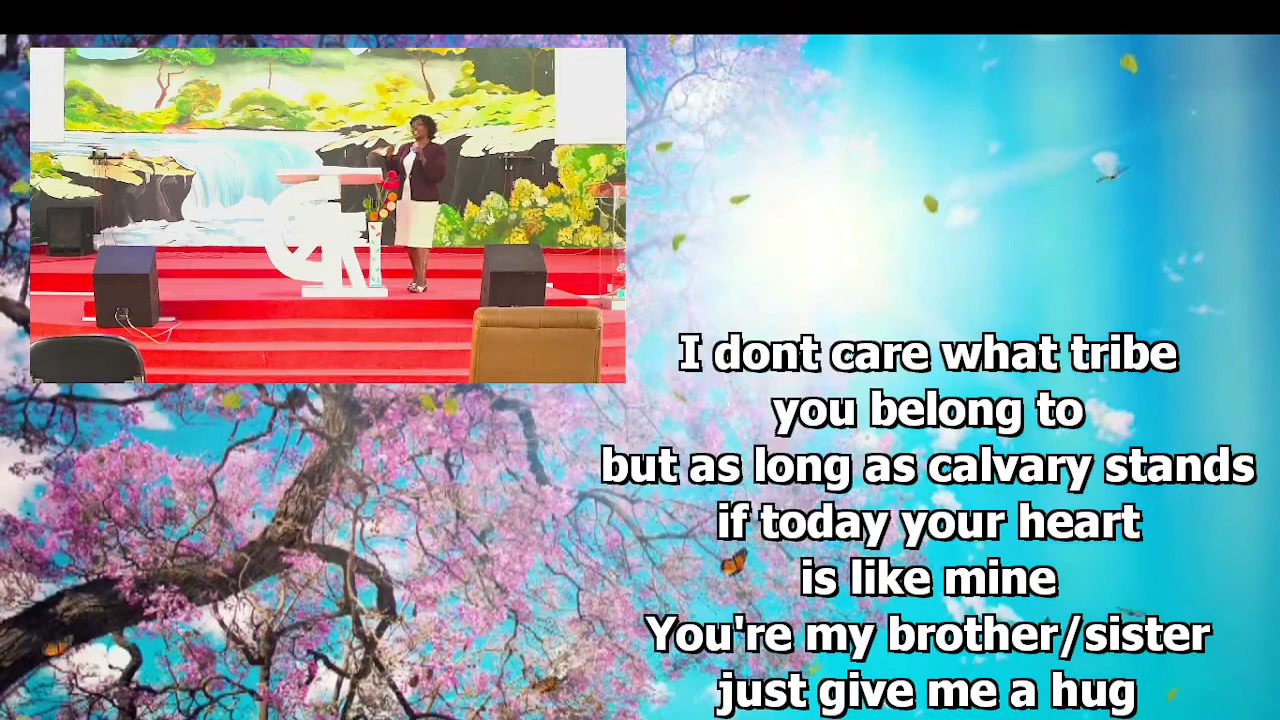 I dont care what tribe
you belong to
but as long as calvary stands
if today your heart
is like mine
You're my brother/sister
just give me a hug